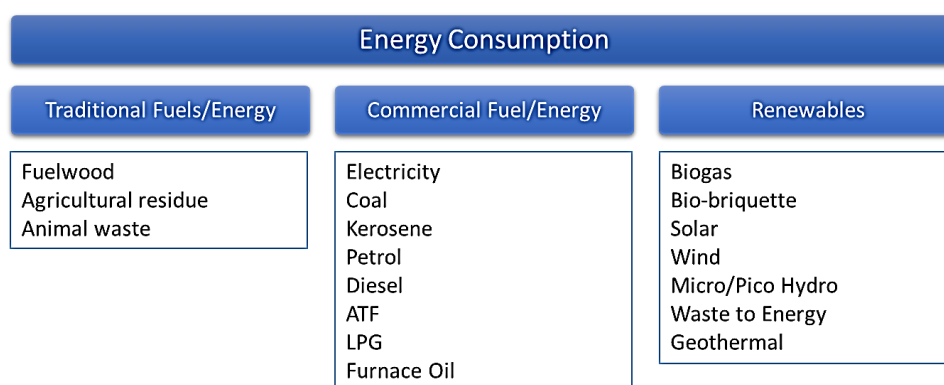 Energy Consumption
Traditional Fuels/Energy
Fuelwood
Agricultural residue
Animal waste
Commercial Fuel/Energy
Electricity
Coal
Kerosene
Petrol
Diesel
ATF
LPG
Furnace Oil
Renewables
Biogas
Bio-briquette
Solar
Wind
Micro/Pico Hydro
Waste to Energy
Geothermal